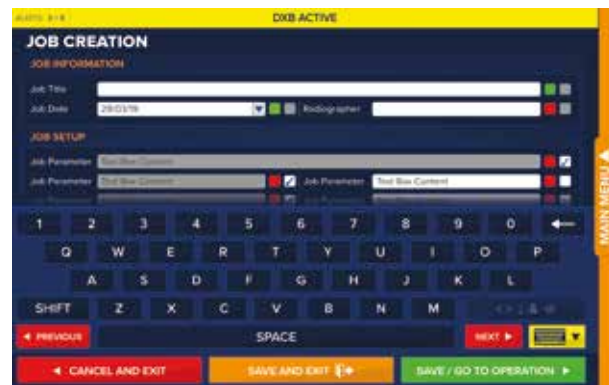 DXB ACTIVE
JOB CREATION
JOB INFORMATION
Job Title
Job Date 29/03/19 Radiographer
JOB SETUP
Job Parameter Text Box Content
Job Parameter Text Box Content Job Parameter Text Box Content
MAIN MENU
1 2 3 4 5 6 7 8 9 0
Q W E R T Y U I O P
A S D F G H J K L
SHIFT Z X C V B N M
PREVIOUS SPACE NEXT
CANCEL AND EXIT SAVE AND EXIT SAVE / GO TO OPERATION